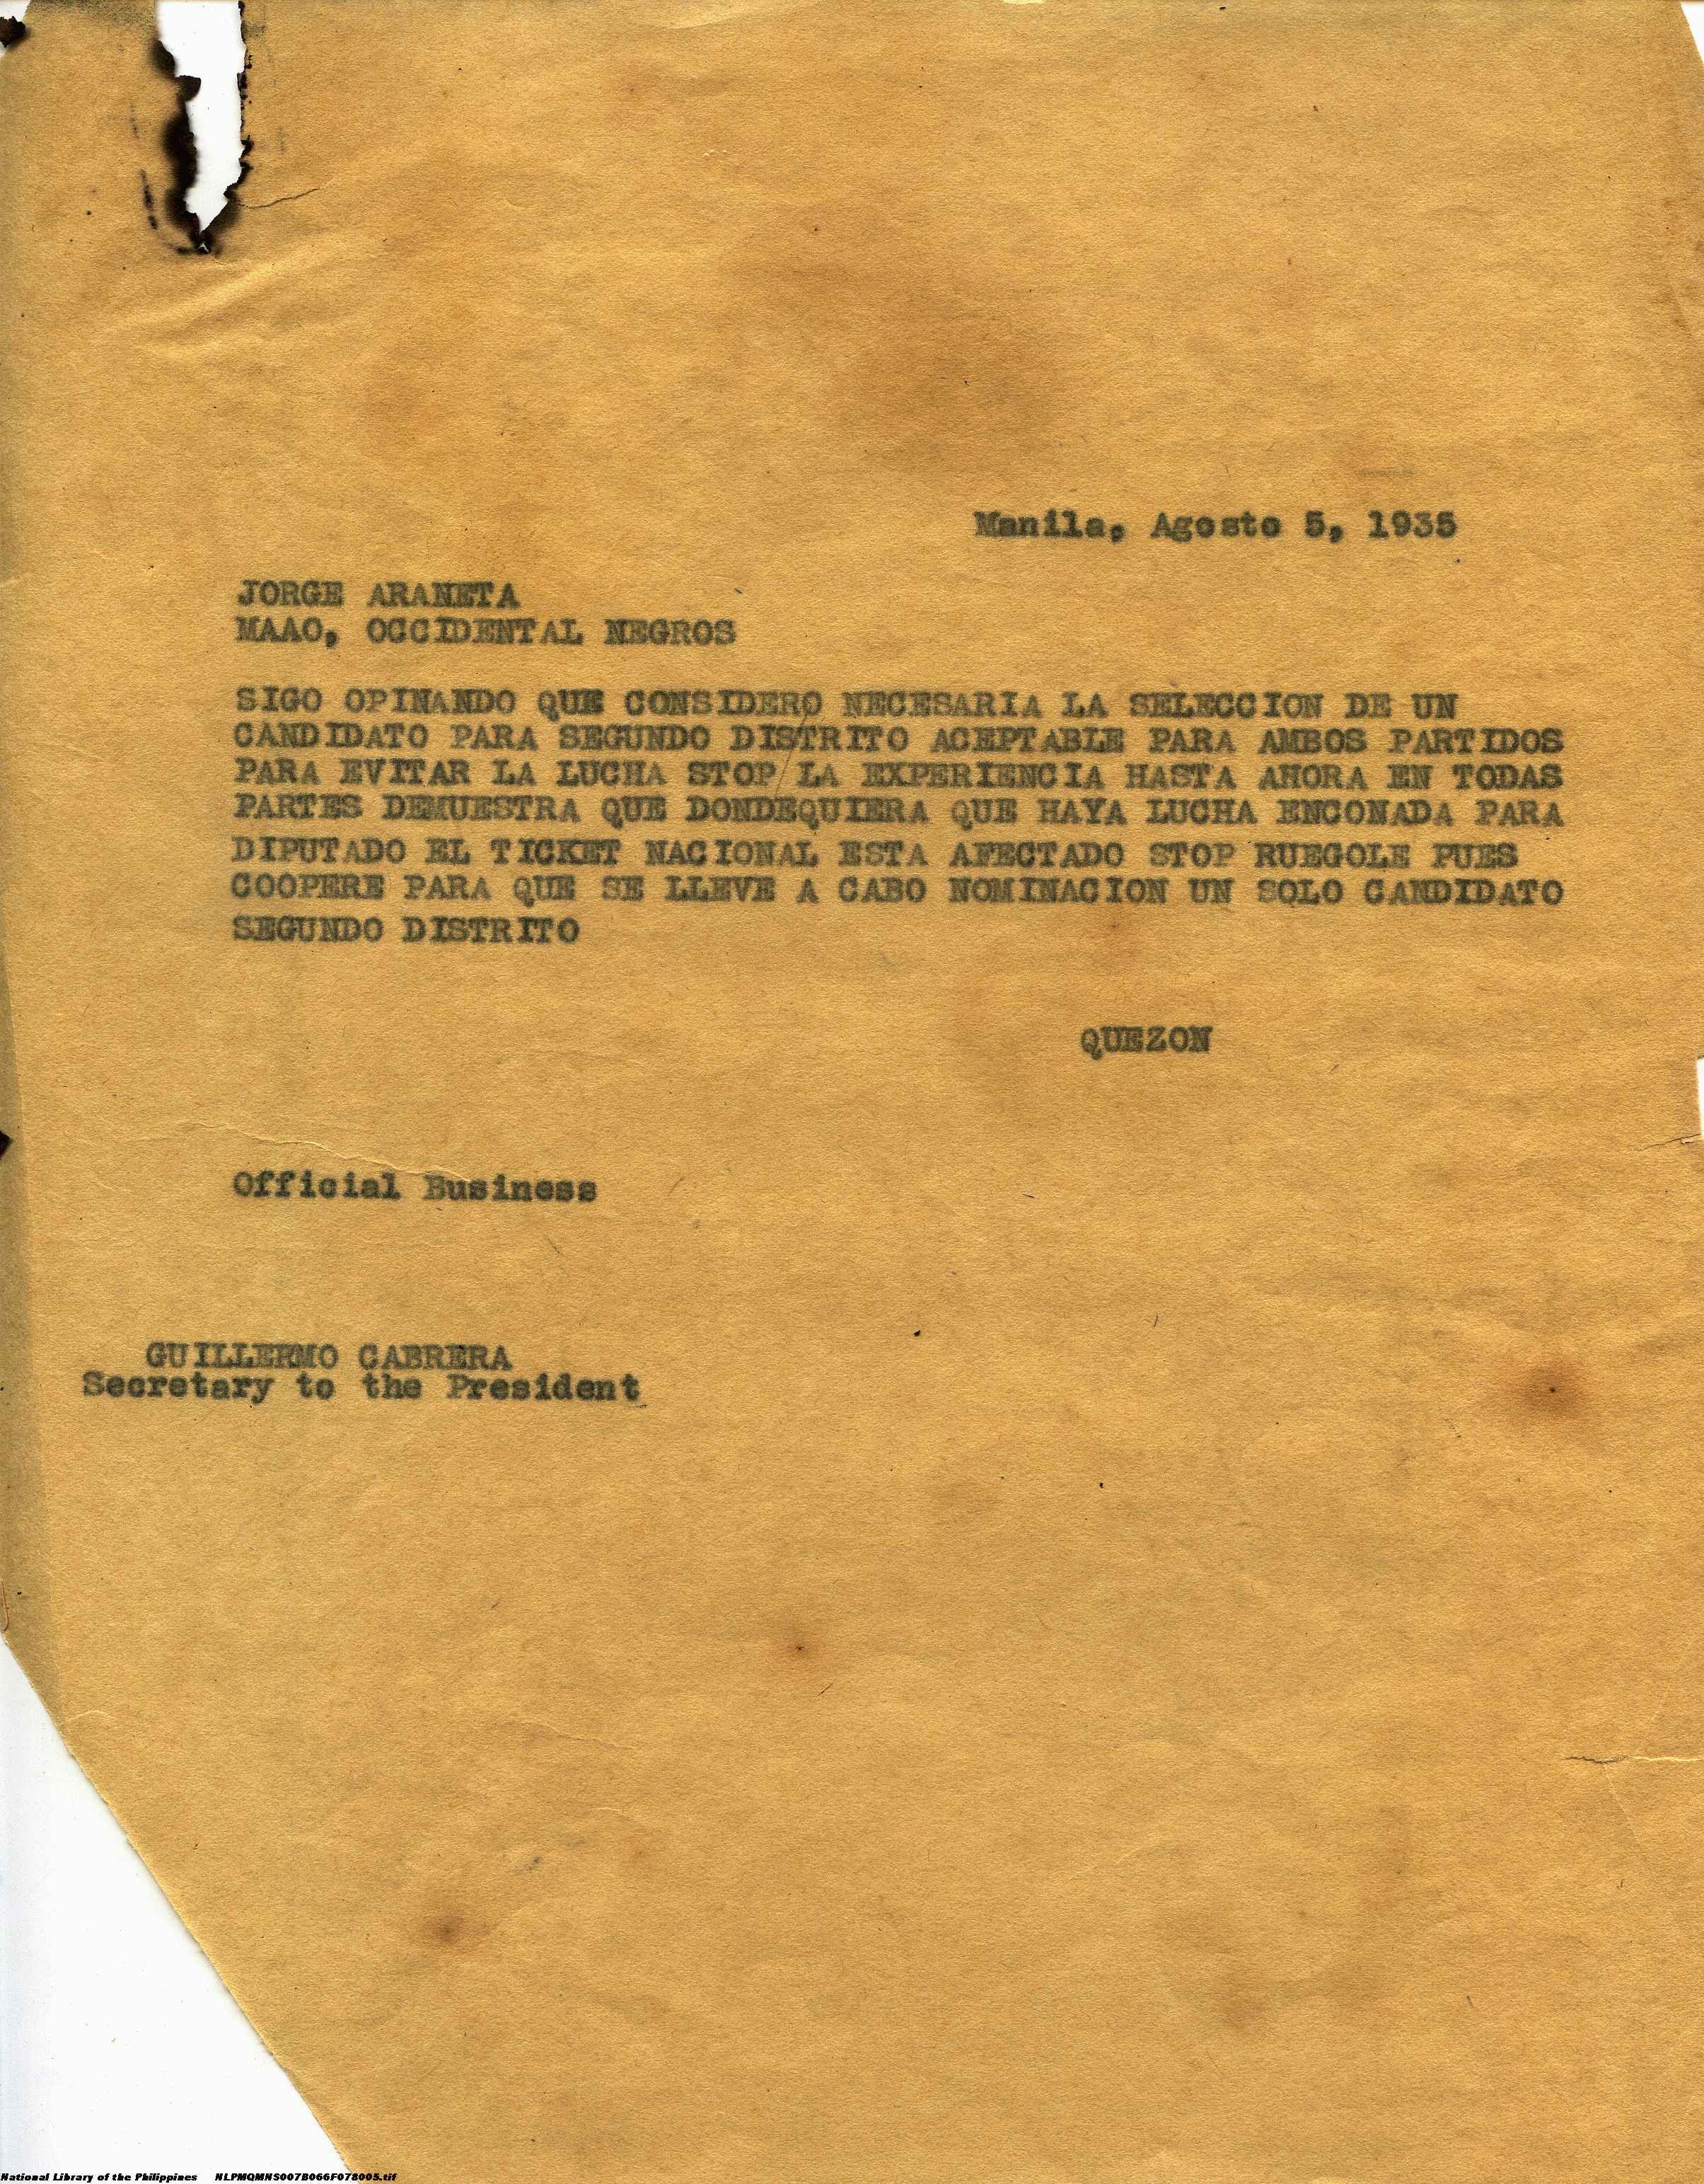 Manila, Agosto 5, 1935
JORGE ARANETA
MAAO, OCCIDENTAL NEGROS
SIGO OPINANDO QUE CONSIDERO NECESARIA LA SELECCION DE UN
CANDIDATO PARA SEGUNDO DISTRITO ACEPTABLE PARA AMBOS PARTIDOS
PARA EVITAR LA LUCHA STOP/LA EXPERIENCIA HASTA AHORA EN TODAS
PARTES DEMUESTRA QUE DONDEQUIERA QUE HAYA LUCHA ENCONADA PARA
DIPUTADO EL TICKET NACIONAL ESTA AFECTADO STOP RUEGOLE PUES
COOPERE PARA QUE SE LLEVE A CABO NOMINACION UN SOLO CANDIDATO
SEGUNDO DISTRITO
QUEZON
Official Business
GUILLERMO CABRERA
Secretary to the President
National Library of the Philippines NLPMQMNS007B066F078005.tif